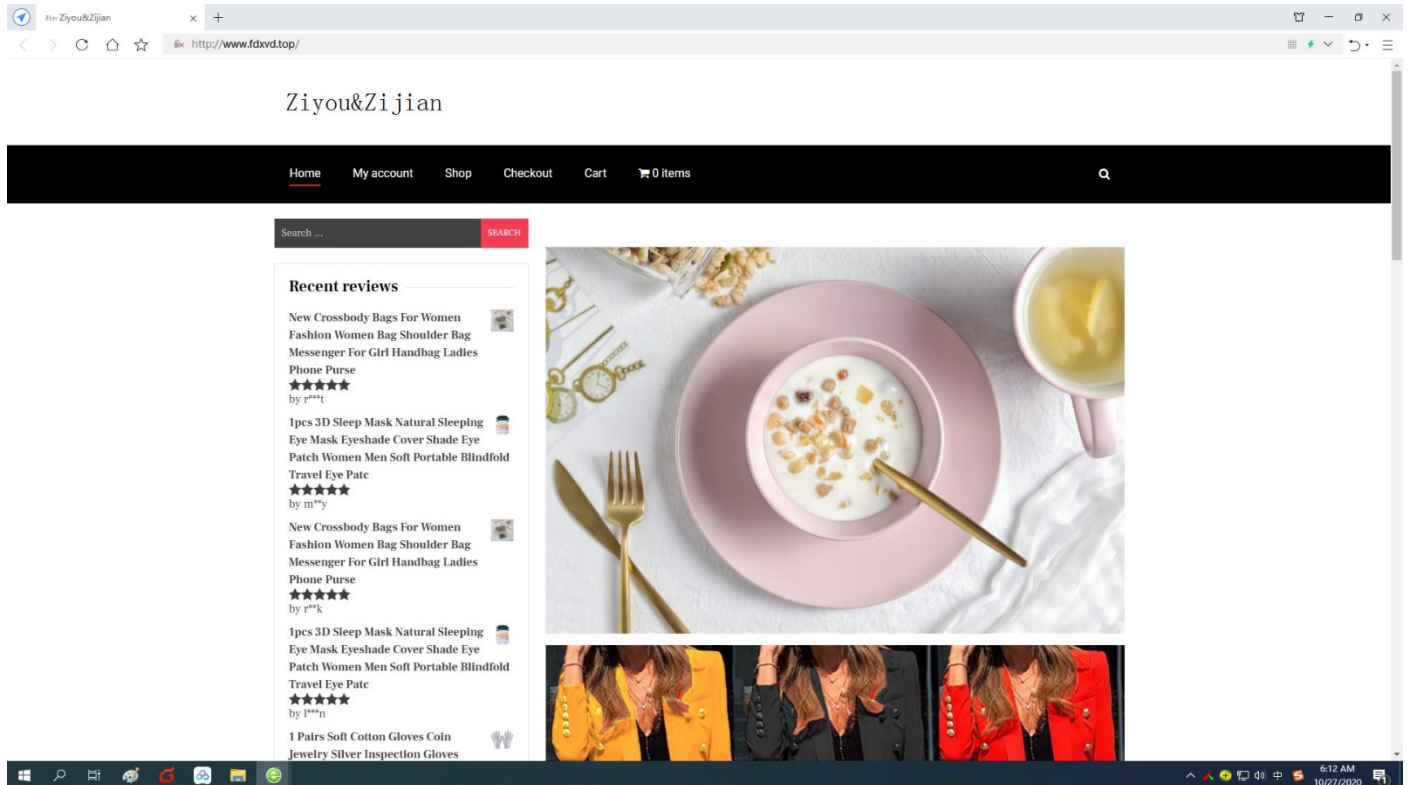 Ziyou&Zijian
http://www.fdxvd.top/
Ziyou&Zijian
Home My account Shop Checkout Cart 0 items
Search ...
SEARCH
Recent reviews
New Crossbody Bags For Women
Fashion Women Bag Shoulder Bag
Messenger For Girl Handbag Ladies
Phone Purse
by r***t
1pcs 3D Sleep Mask Natural Sleeping
Eye Mask Eyeshade Cover Shade Eye
Patch Women Men Soft Portable Blindfold
Travel Eye Patc
by m**y
New Crossbody Bags For Women
Fashion Women Bag Shoulder Bag
Messenger For Girl Handbag Ladies
Phone Purse
by r**k
1pcs 3D Sleep Mask Natural Sleeping
Eye Mask Eyeshade Cover Shade Eye
Patch Women Men Soft Portable Blindfold
Travel Eye Patc
by l***n
1 Pairs Soft Cotton Gloves Coin
Jewelry Silver Inspection Gloves
中
6:12 AM
10/27/2020